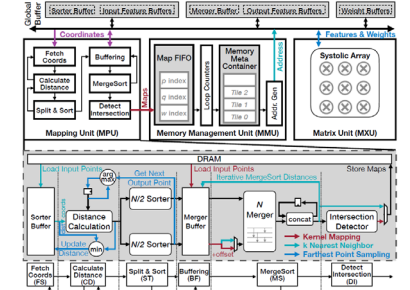 Global Buffer
Sorter Buffer
Input Feature Buffers
Merger Buffer
Output Feature Buffers
Weight Buffers
Coordinates
Maps
Address
Features & Weights
Fetch Coords
Calculate Distance
Split & Sort
Buffering
MergeSort
Detect Intersection
Mapping Unit (MPU)
Map FIFO
p index
q index
w index
Loop Counters
Memory Meta Container
Tile 2
Tile 1
Tile 0
Addr. Gen
Memory Management Unit (MMU)
Systolic Array
Matrix Unit (MXU)
DRAM
Load Input Points
Get Next Output Point
Load Input Points
Iterative MergeSort Distances
Store Maps
arg max
Sorter Buffer
Distance Calculation
Update Distance
min
N/2 Sorter
N/2 Sorter
Merger Buffer
+offset
N Merger
concat
Intersection Detector
Kernel Mapping
k Nearest Neighbor
Farthest Point Sampling
Fetch Coords (FS)
Calculate Distance (CD)
Split & Sort (ST)
Buffering (BF)
MergeSort (MS)
Detect Intersection (DI)